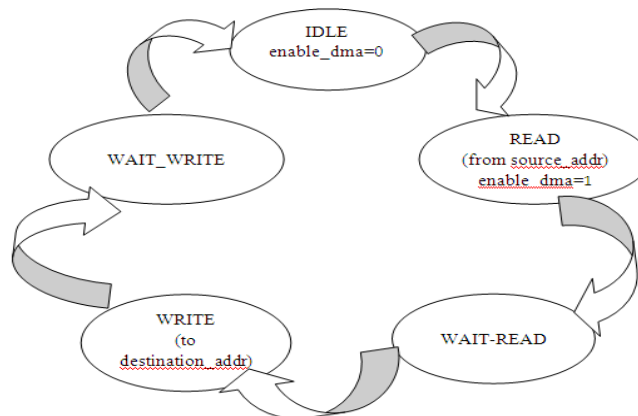 IDLE
enable_dma=0
READ
(from source_addr)
enable_dma=1
WAIT-READ
WRITE
(to
destination_addr)
WAIT_WRITE